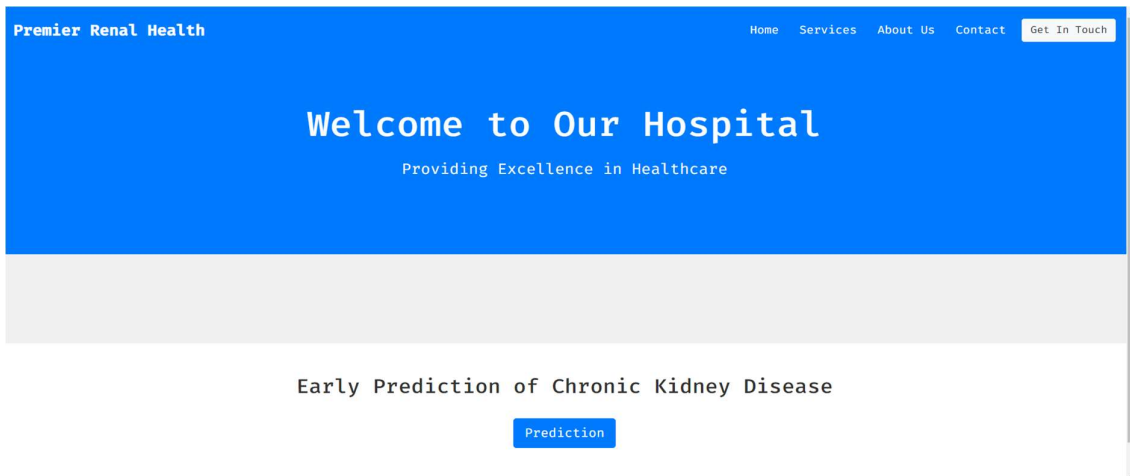 Premier Renal Health
Home Services About Us Contact Get In Touch
Welcome to Our Hospital
Providing Excellence in Healthcare
Early Prediction of Chronic Kidney Disease
Prediction